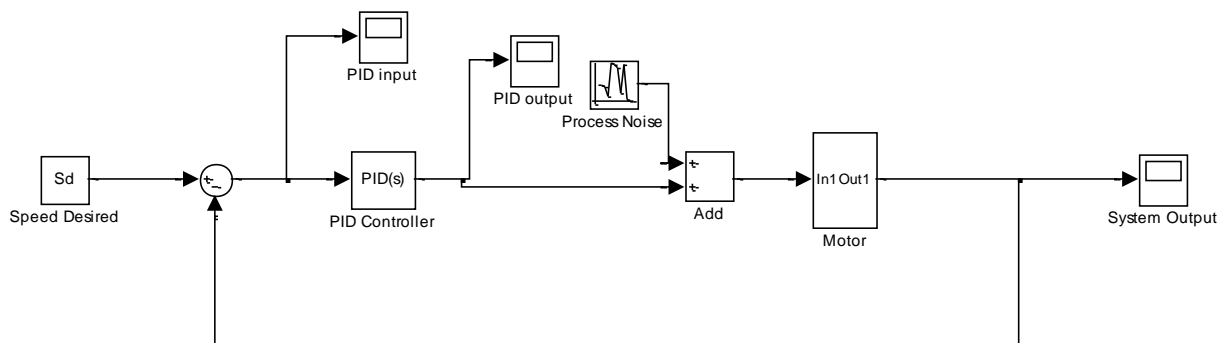 PID input
PID output
Process Noise
Sd
Speed Desired
+
−
PID(s)
PID Controller
+
+
Add
In1 Out1
Motor
System Output